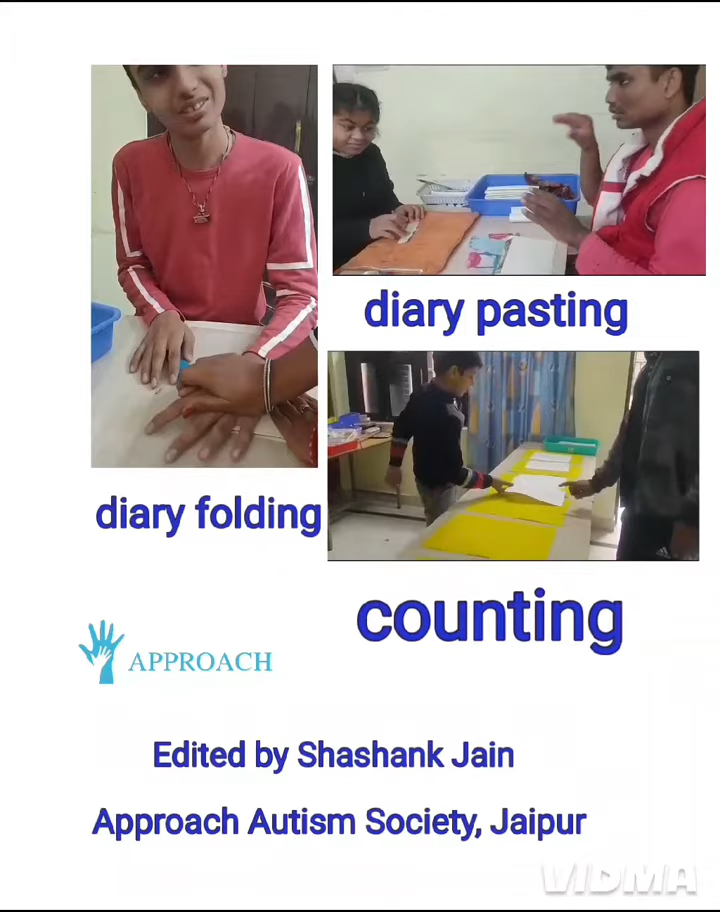 diary pasting
diary folding
counting
APPROACH
Edited by Shashank Jain
Approach Autism Society, Jaipur
VIDMA